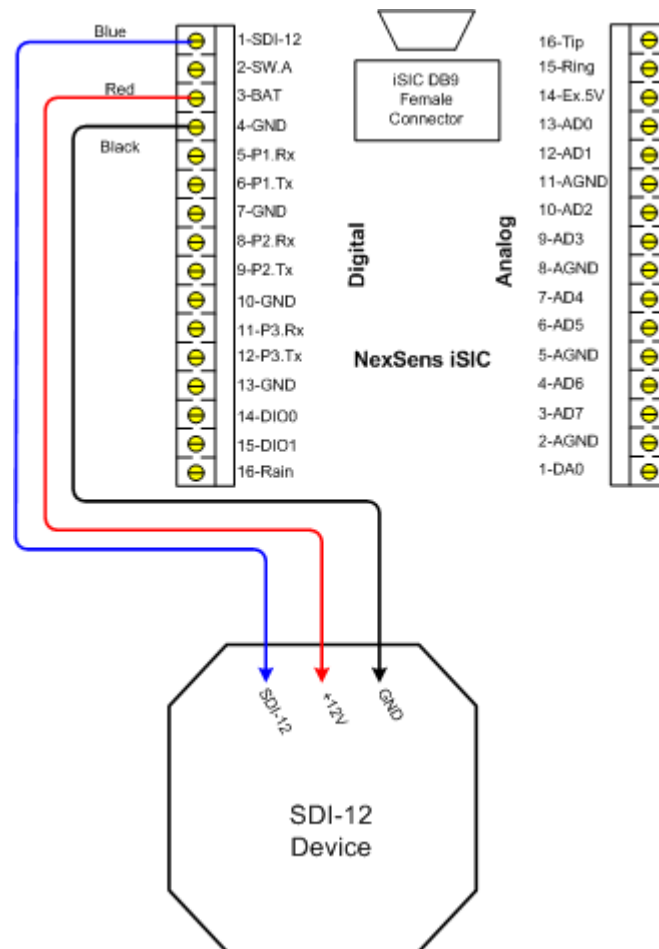 Blue
Red
Black
1-SDI-12
2-SW.A
3-BAT
4-GND
5-P1.Rx
6-P1.Tx
7-GND
8-P2.Rx
9-P2.Tx
10-GND
11-P3.Rx
12-P3.Tx
13-GND
14-DIO0
15-DIO1
16-Rain
iSIC DB9
Female
Connector
Digital
Analog
NexSens iSIC
16-Tip
15-Ring
14-Ex.5V
13-AD0
12-AD1
11-AGND
10-AD2
9-AD3
8-AGND
7-AD4
6-AD5
5-AGND
4-AD6
3-AD7
2-AGND
1-DA0
SDI-12
+12V
GND
SDI-12
Device